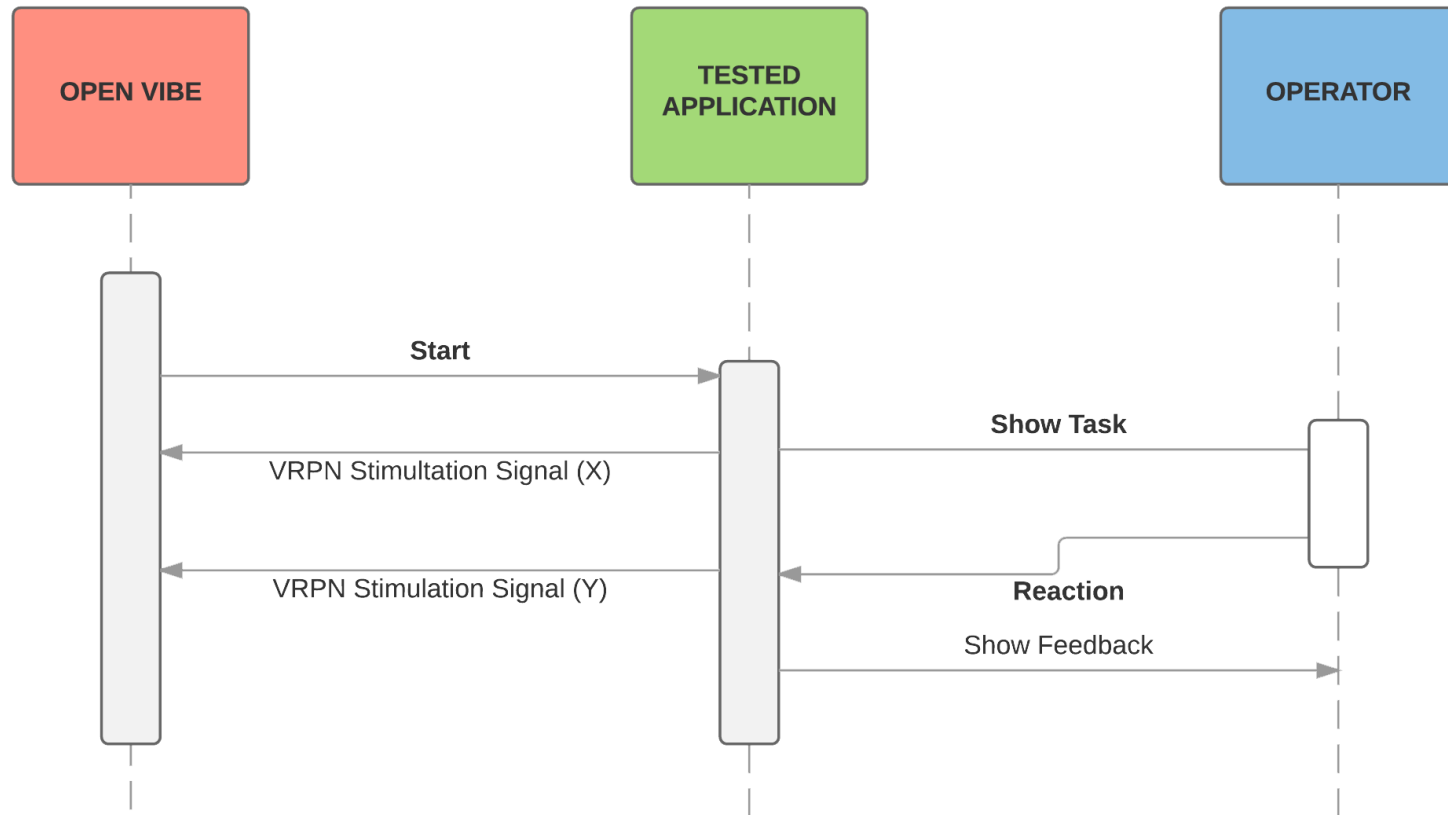 OPEN VIBE
TESTED
APPLICATION
OPERATOR
Start
Show Task
VRPN Stimultation Signal (X)
VRPN Stimulation Signal (Y)
Reaction
Show Feedback